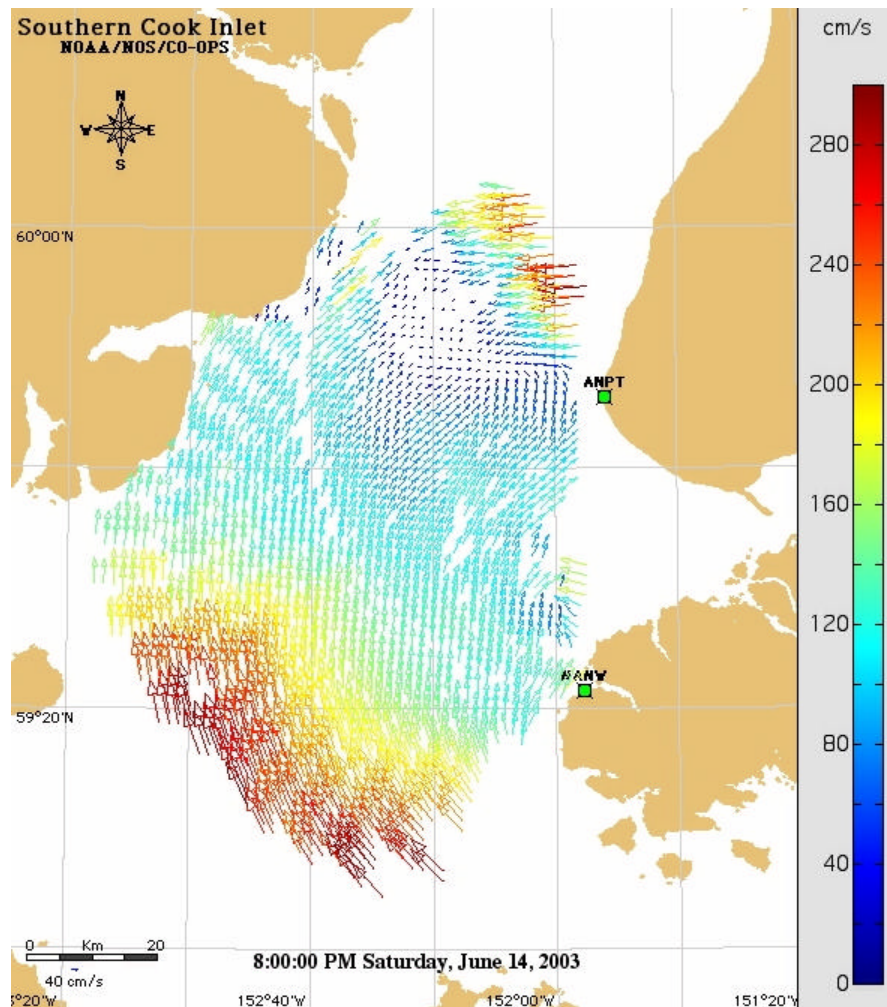 Southern Cook Inlet
NOAA/NOS/CO-OPS
cm/s
N
W E
S
280
60°00'N
240
ANPT
200
160
120
59°20'N
80
40
0 Km 20
40 cm/s
8:00:00 PM Saturday, June 14, 2003
0
152°40'W 152°00'W 151°20'W